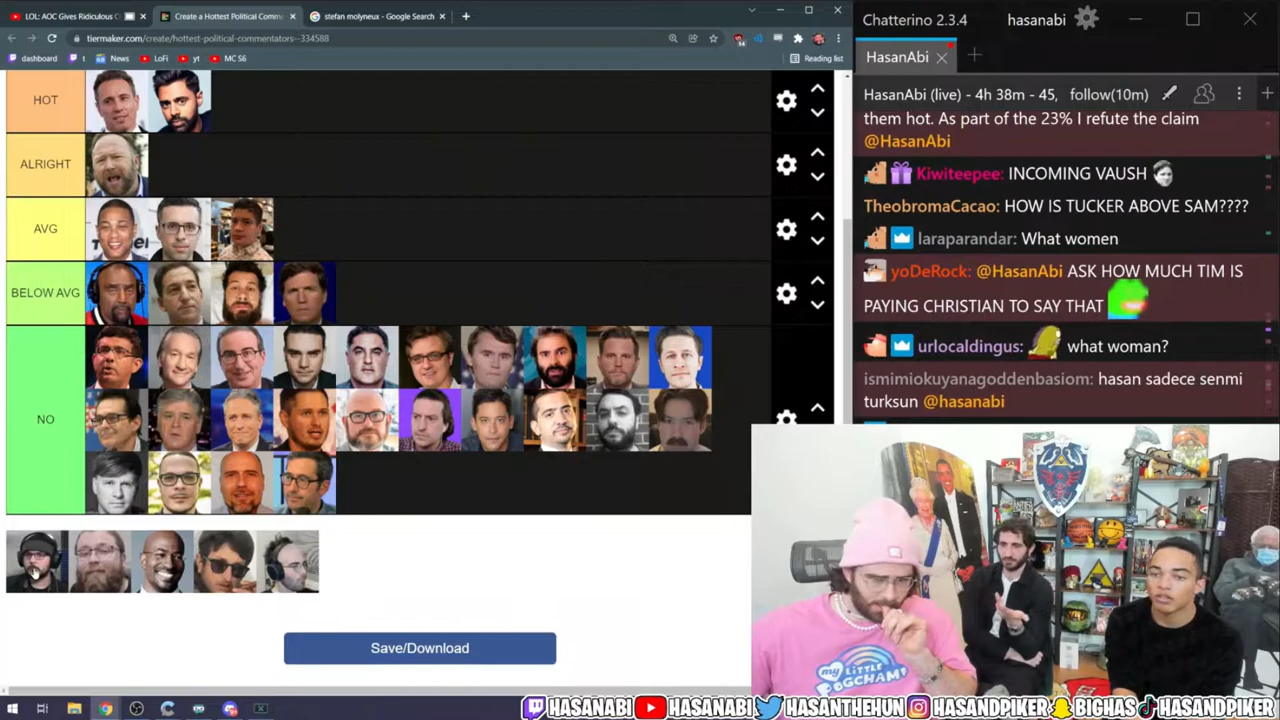 LOL: AOC Gives Ridiculous C
Create a Hottest Political Comm
stefan molyneux - Google Search
tiermaker.com/create/hottest-political-commentators--334588
dashboard
t
News
LoFi
yt
MC S6
Reading list
HOT
ALRIGHT
AVG
BELOW AVG
NO
Save/Download
Chatterino 2.3.4
hasanabi
HasanAbi
HasanAbi (live) - 4h 38m - 45,
follow(10m)
them hot. As part of the 23% I refute the claim
@HasanAbi
Kiwiteepee: INCOMING VAUSH
TheobromaCacao: HOW IS TUCKER ABOVE SAM????
laraparandar: What women
yoDeRock: @HasanAbi ASK HOW MUCH TIM IS
PAYING CHRISTIAN TO SAY THAT
urlocaldingus: what woman?
ismimiokuyanagoddenbasiom: hasan sadece senmi
turksun @hasanabi
my LiTTLE
POGCHAMP
HASANABI
HASANABI
HASANTHEHUN
HASANDPIKER
BIGHAS
HASANDPIKER